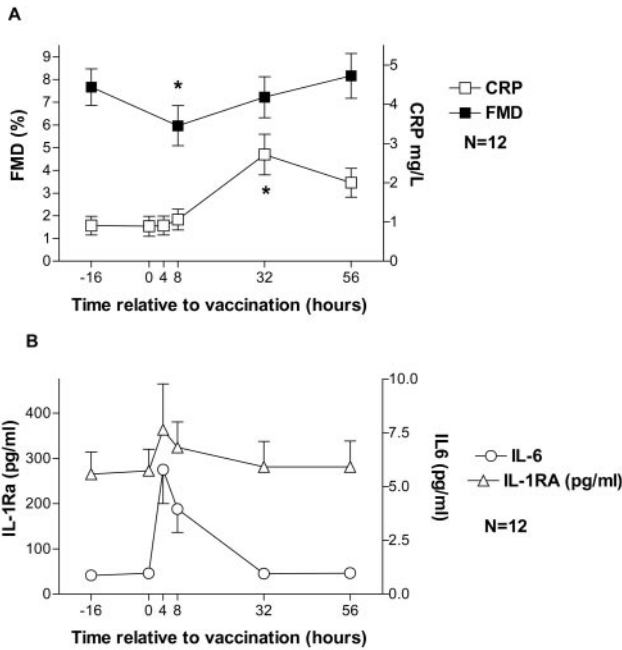 A
9
8
7
6
5
4
3
2
1
0
FMD (%)
*
*
5
4
3
2
1
0
CRP mg/L
CRP
FMD
N=12
-16 0 4 8 32 56
Time relative to vaccination (hours)
B
400
300
200
100
0
IL-1Ra (pg/ml)
10.0
7.5
5.0
2.5
0.0
IL6 (pg/ml)
IL-6
IL-1RA (pg/ml)
N=12
-16 0 4 8 32 56
Time relative to vaccination (hours)